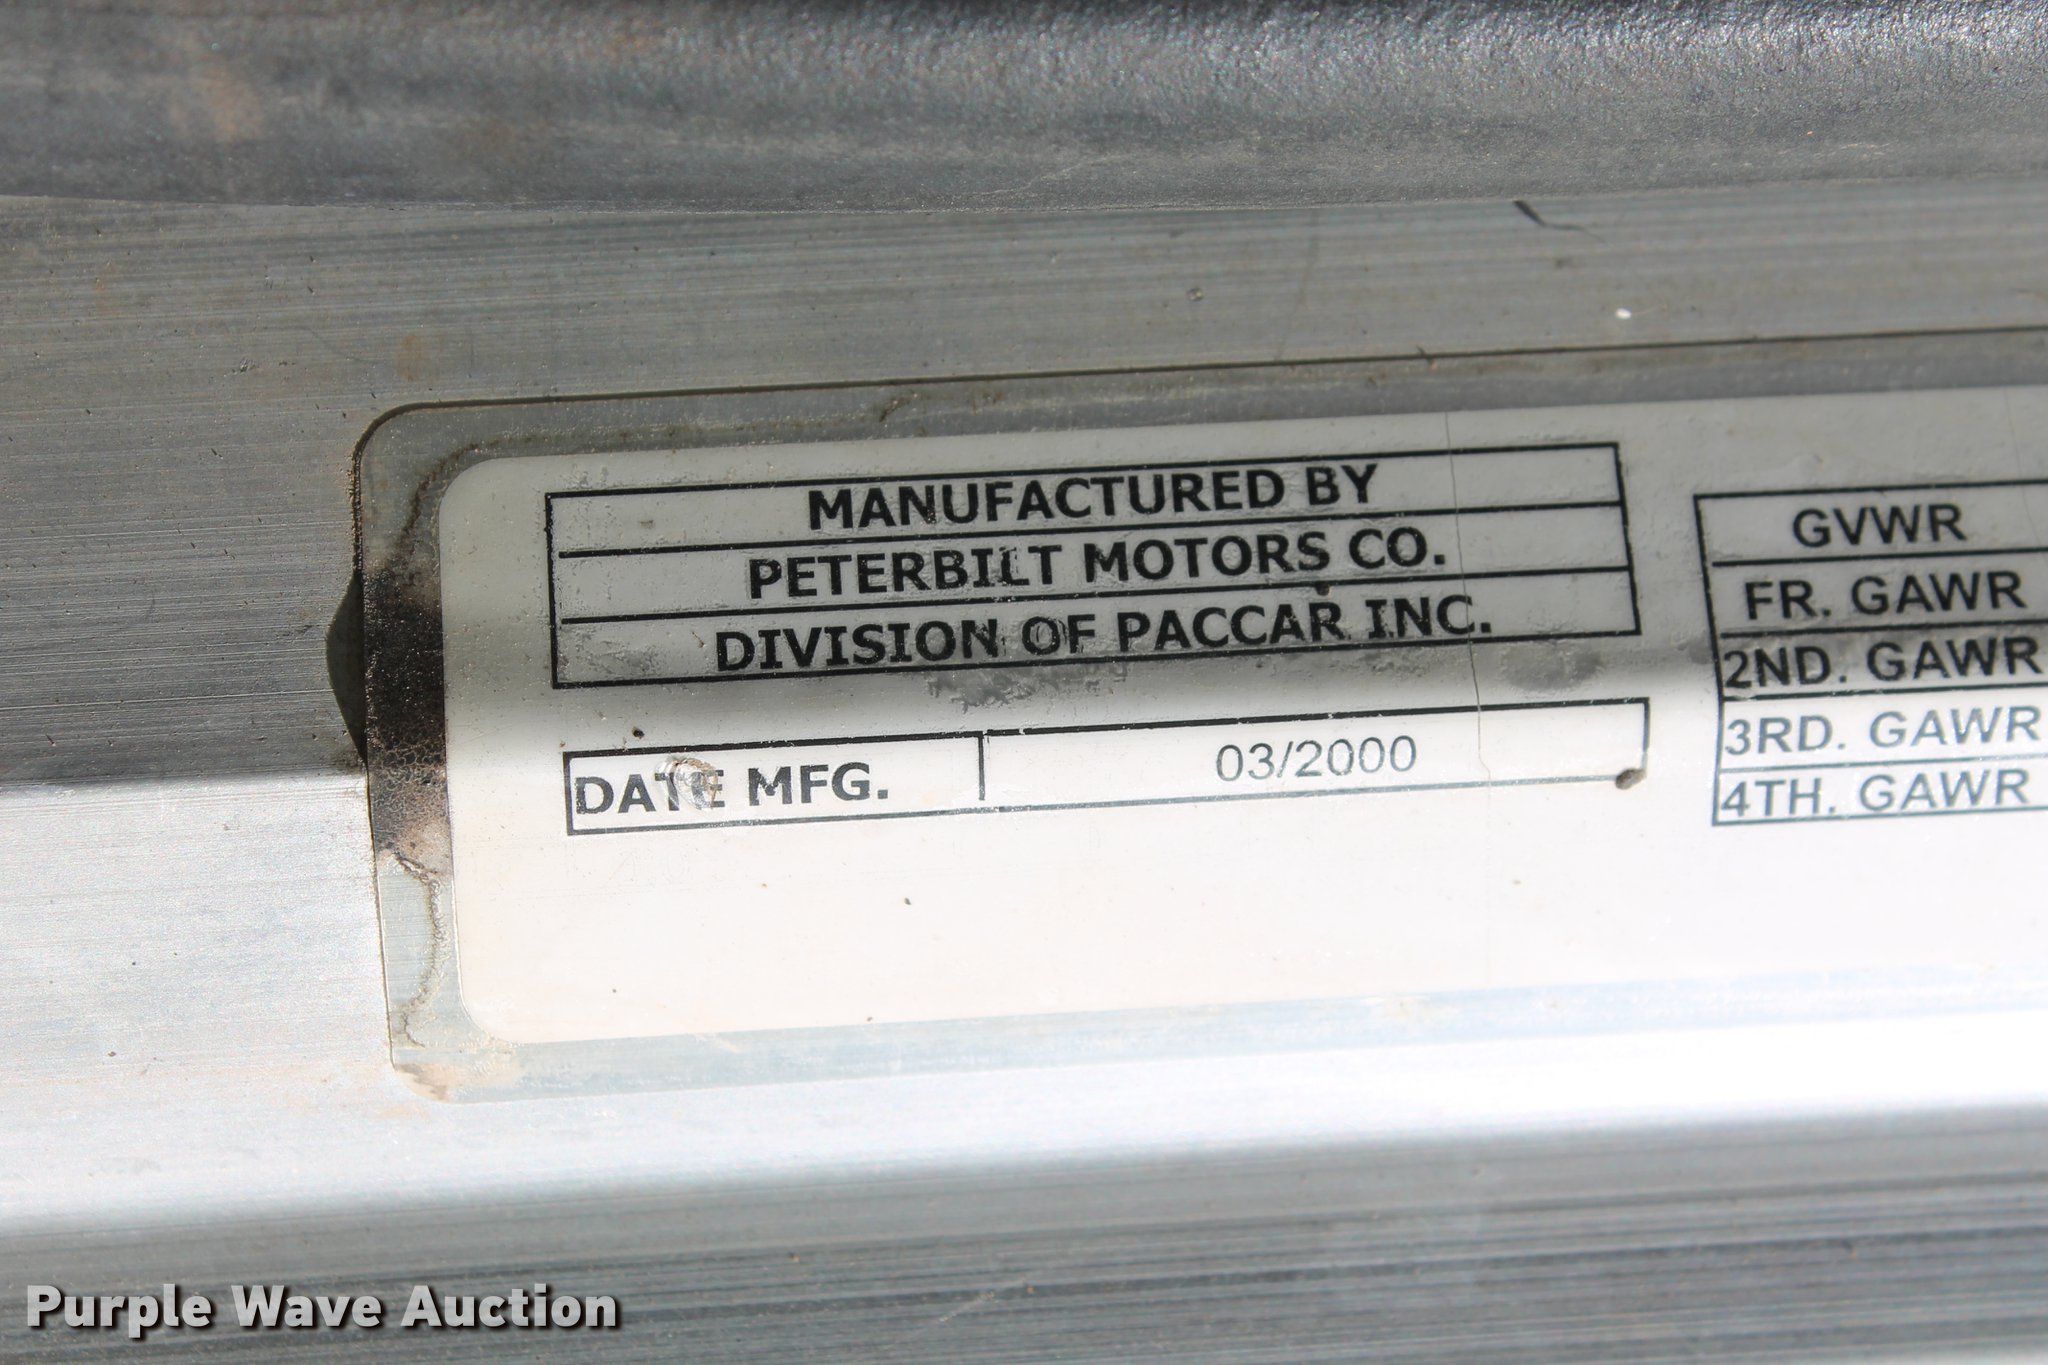 MANUFACTURED BY
PETERBILT MOTORS CO.
DIVISION OF PACCAR INC.
DATE MFG. 03/2000
GVWR
FR. GAWR
2ND. GAWR
3RD. GAWR
4TH. GAWR
Purple Wave Auction